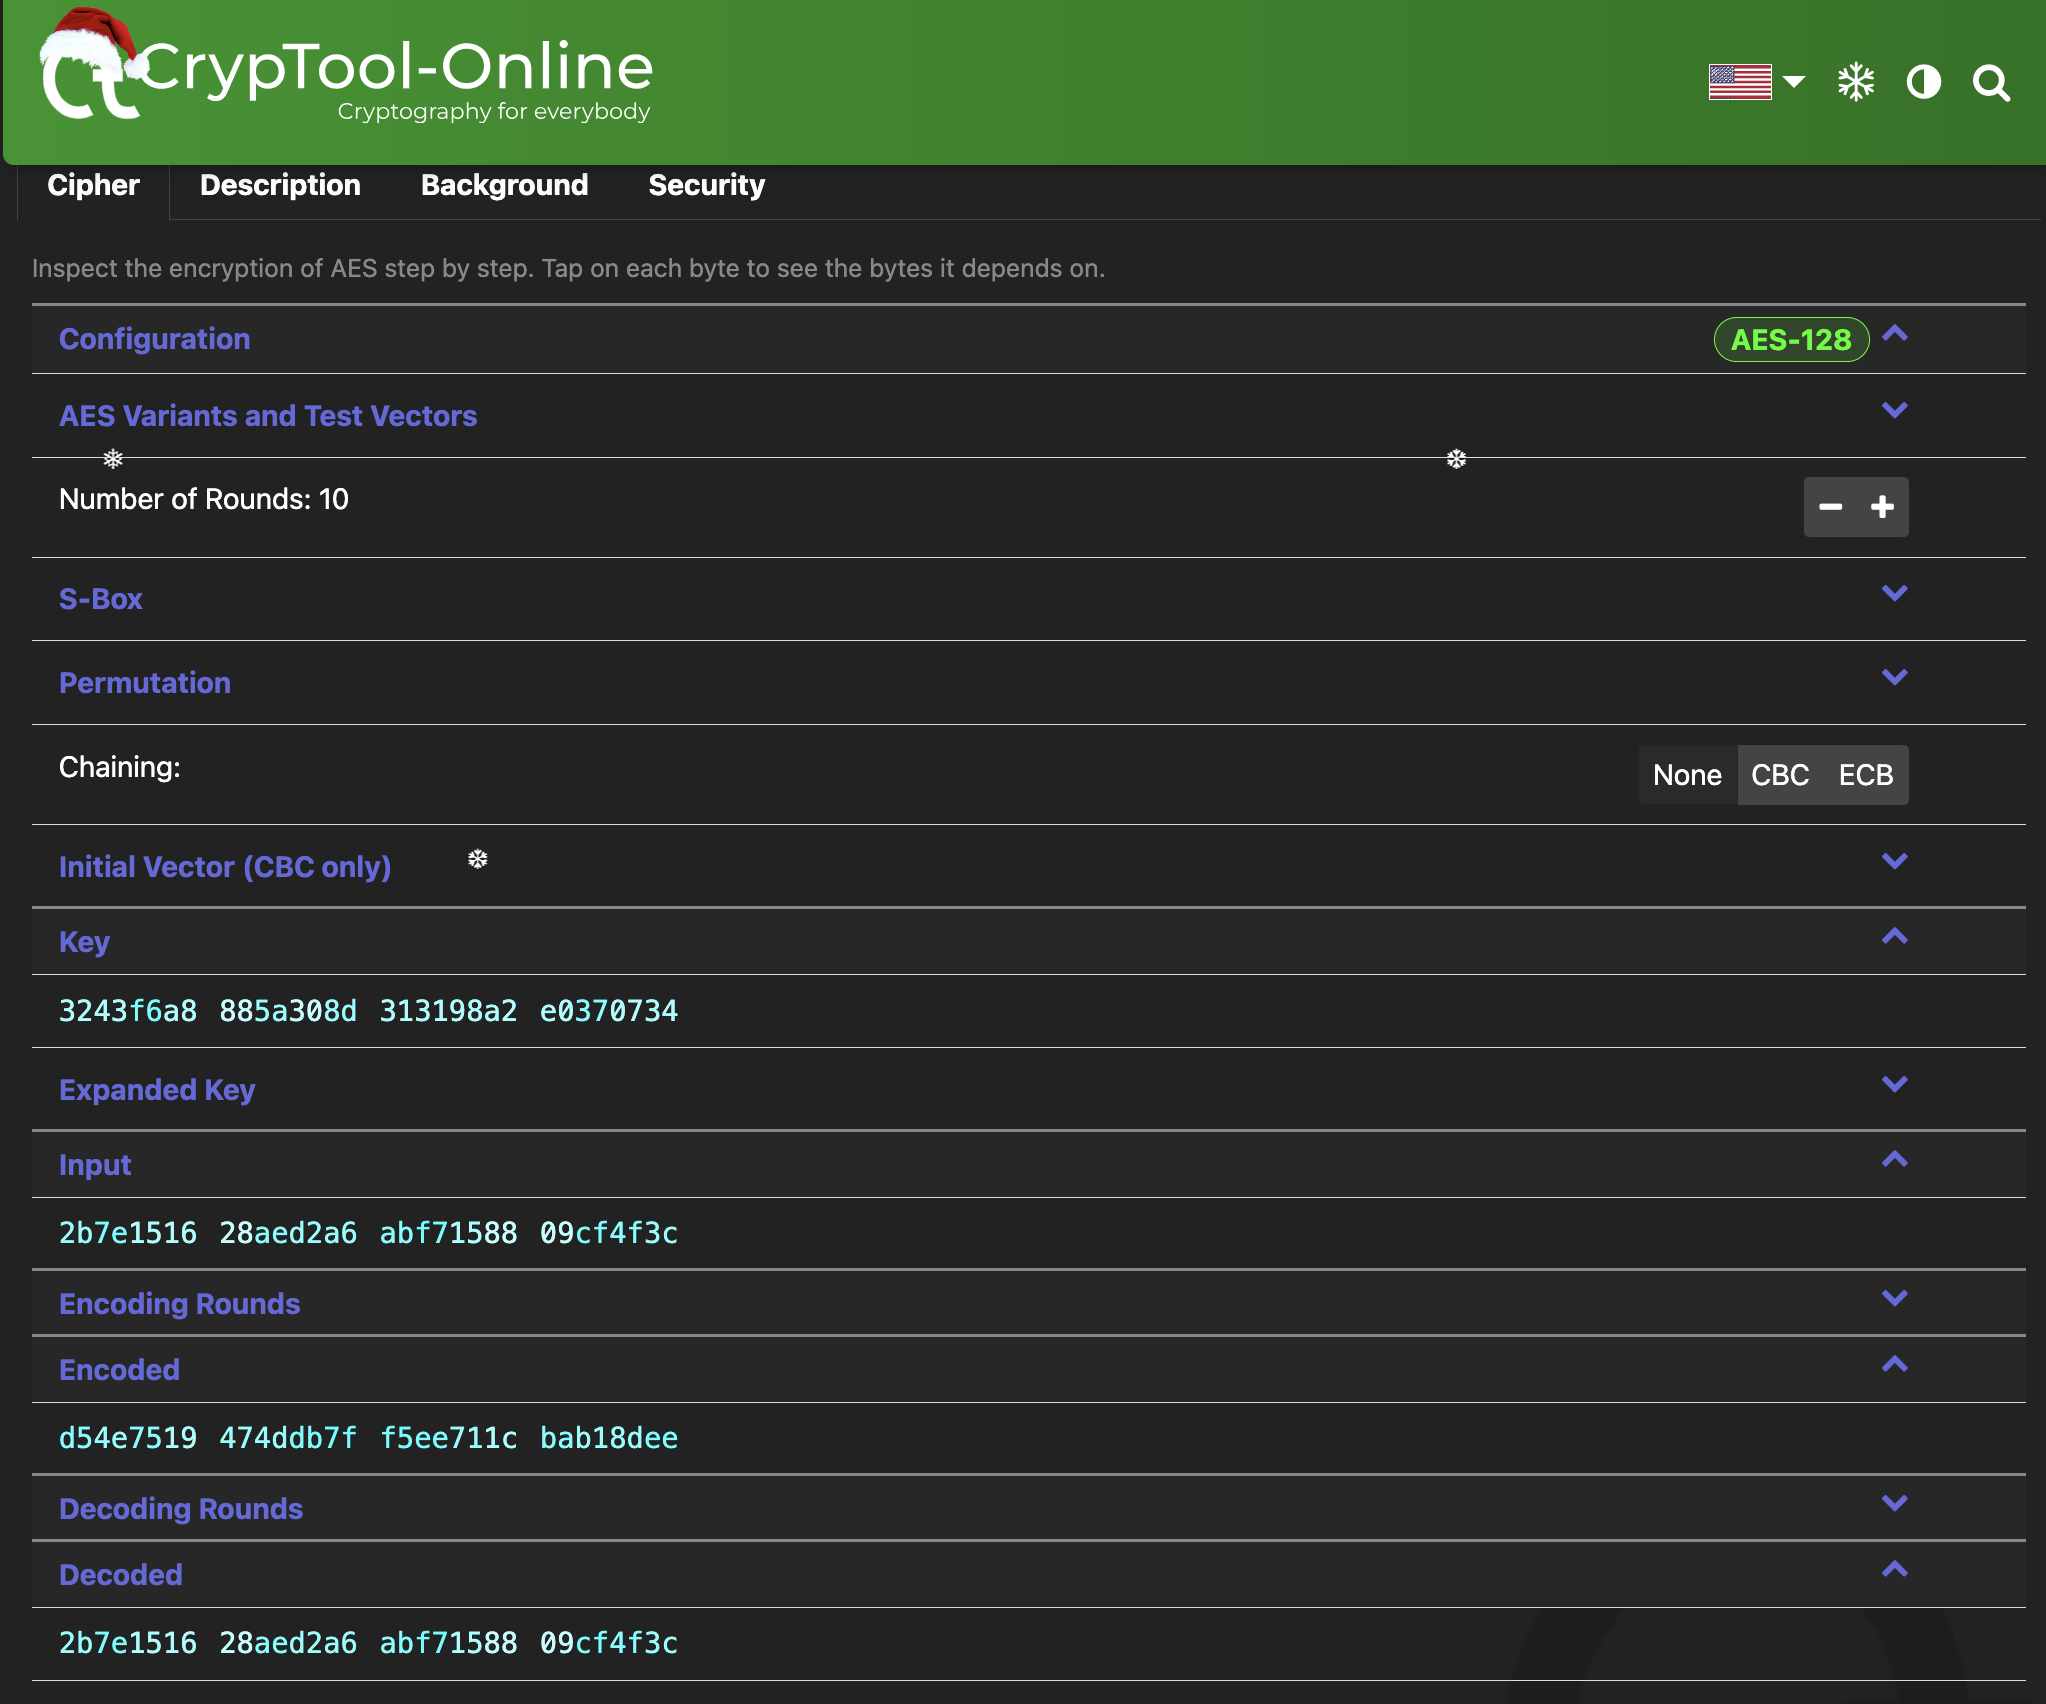 CrypTool-Online
Cryptography for everybody
Cipher Description Background Security
Inspect the encryption of AES step by step. Tap on each byte to see the bytes it depends on.
Configuration AES-128
AES Variants and Test Vectors
Number of Rounds: 10 − +
S-Box
Permutation
Chaining: None CBC ECB
Initial Vector (CBC only)
Key
3243f6a8 885a308d 313198a2 e0370734
Expanded Key
Input
2b7e1516 28aed2a6 abf71588 09cf4f3c
Encoding Rounds
Encoded
d54e7519 474ddb7f f5ee711c bab18dee
Decoding Rounds
Decoded
2b7e1516 28aed2a6 abf71588 09cf4f3c